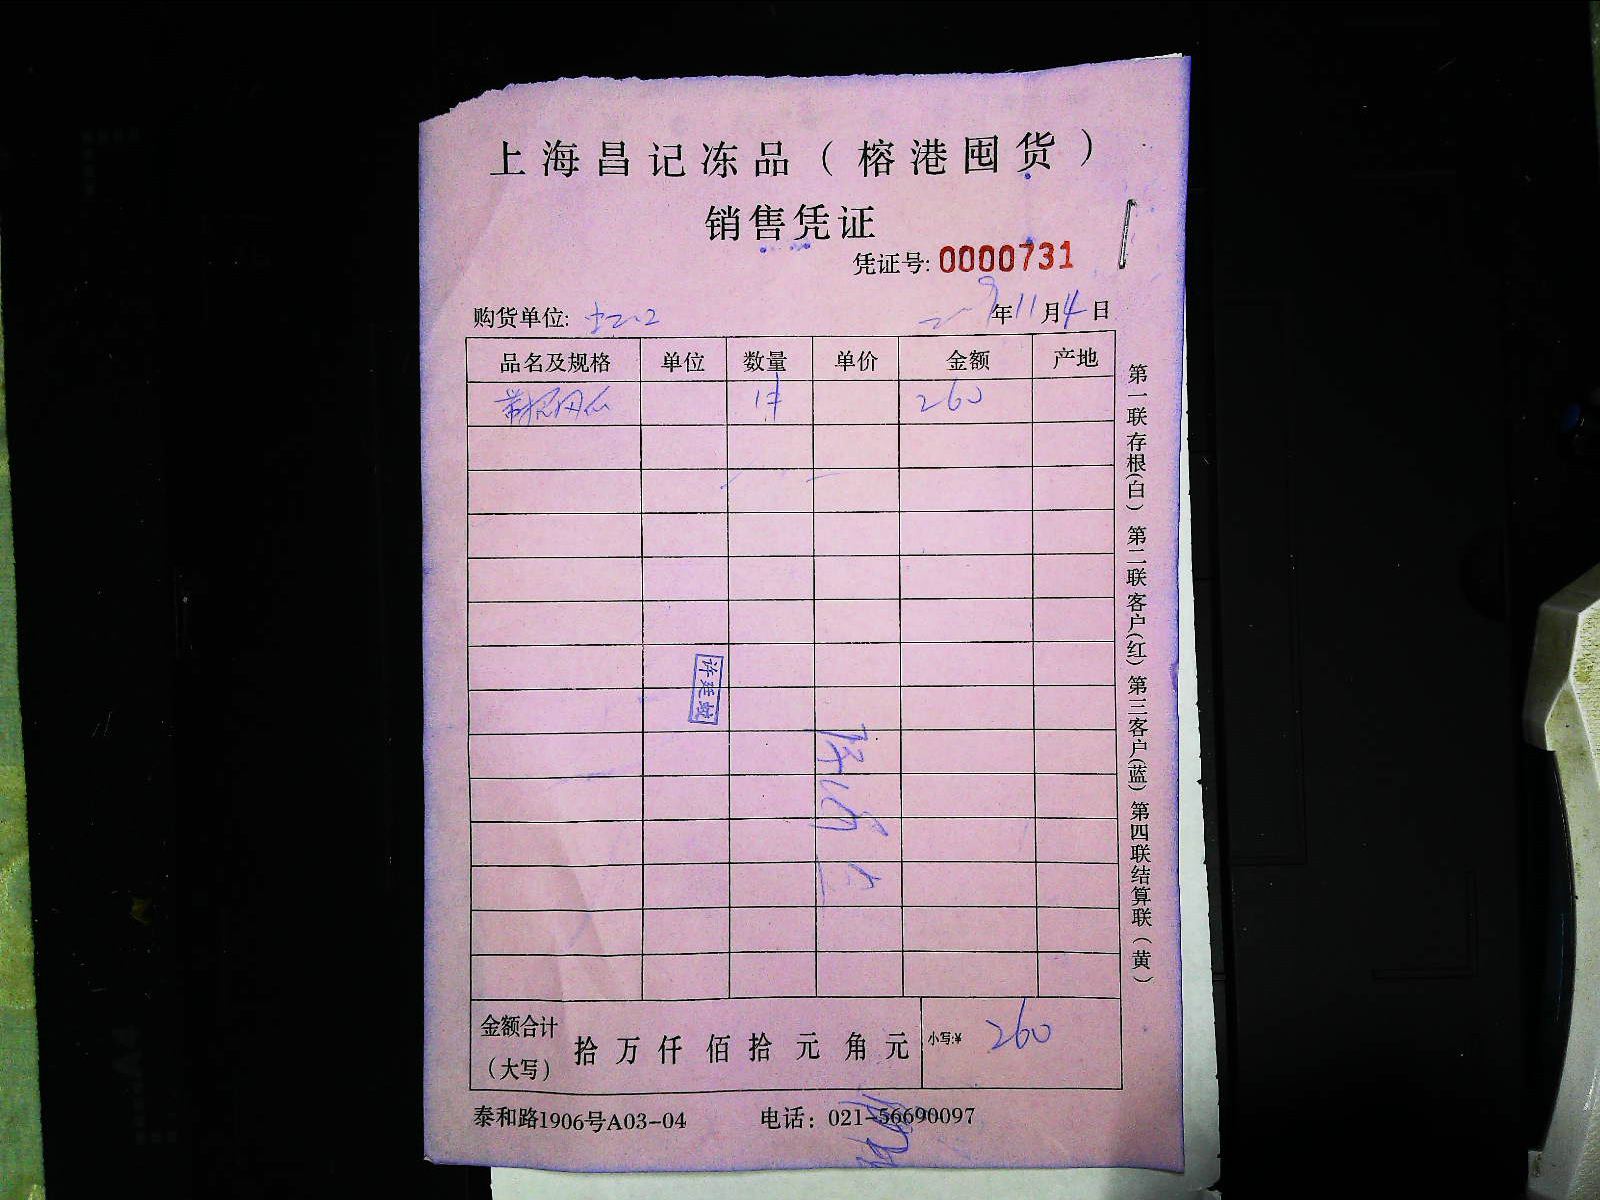 上海昌记冻品（榕港囤货）
销售凭证
凭证号: 0000731
购货单位:
年11月4日
品名及规格 单位 数量 单价 金额 产地
1件 260
许廷敏
金额合计（大写） 拾 万 仟 佰 拾 元 角 元 小写:¥ 260
泰和路1906号A03-04 电话：021-56690097
第一联存根(白) 第二联客户(红) 第三客户(蓝) 第四联结算联(黄)